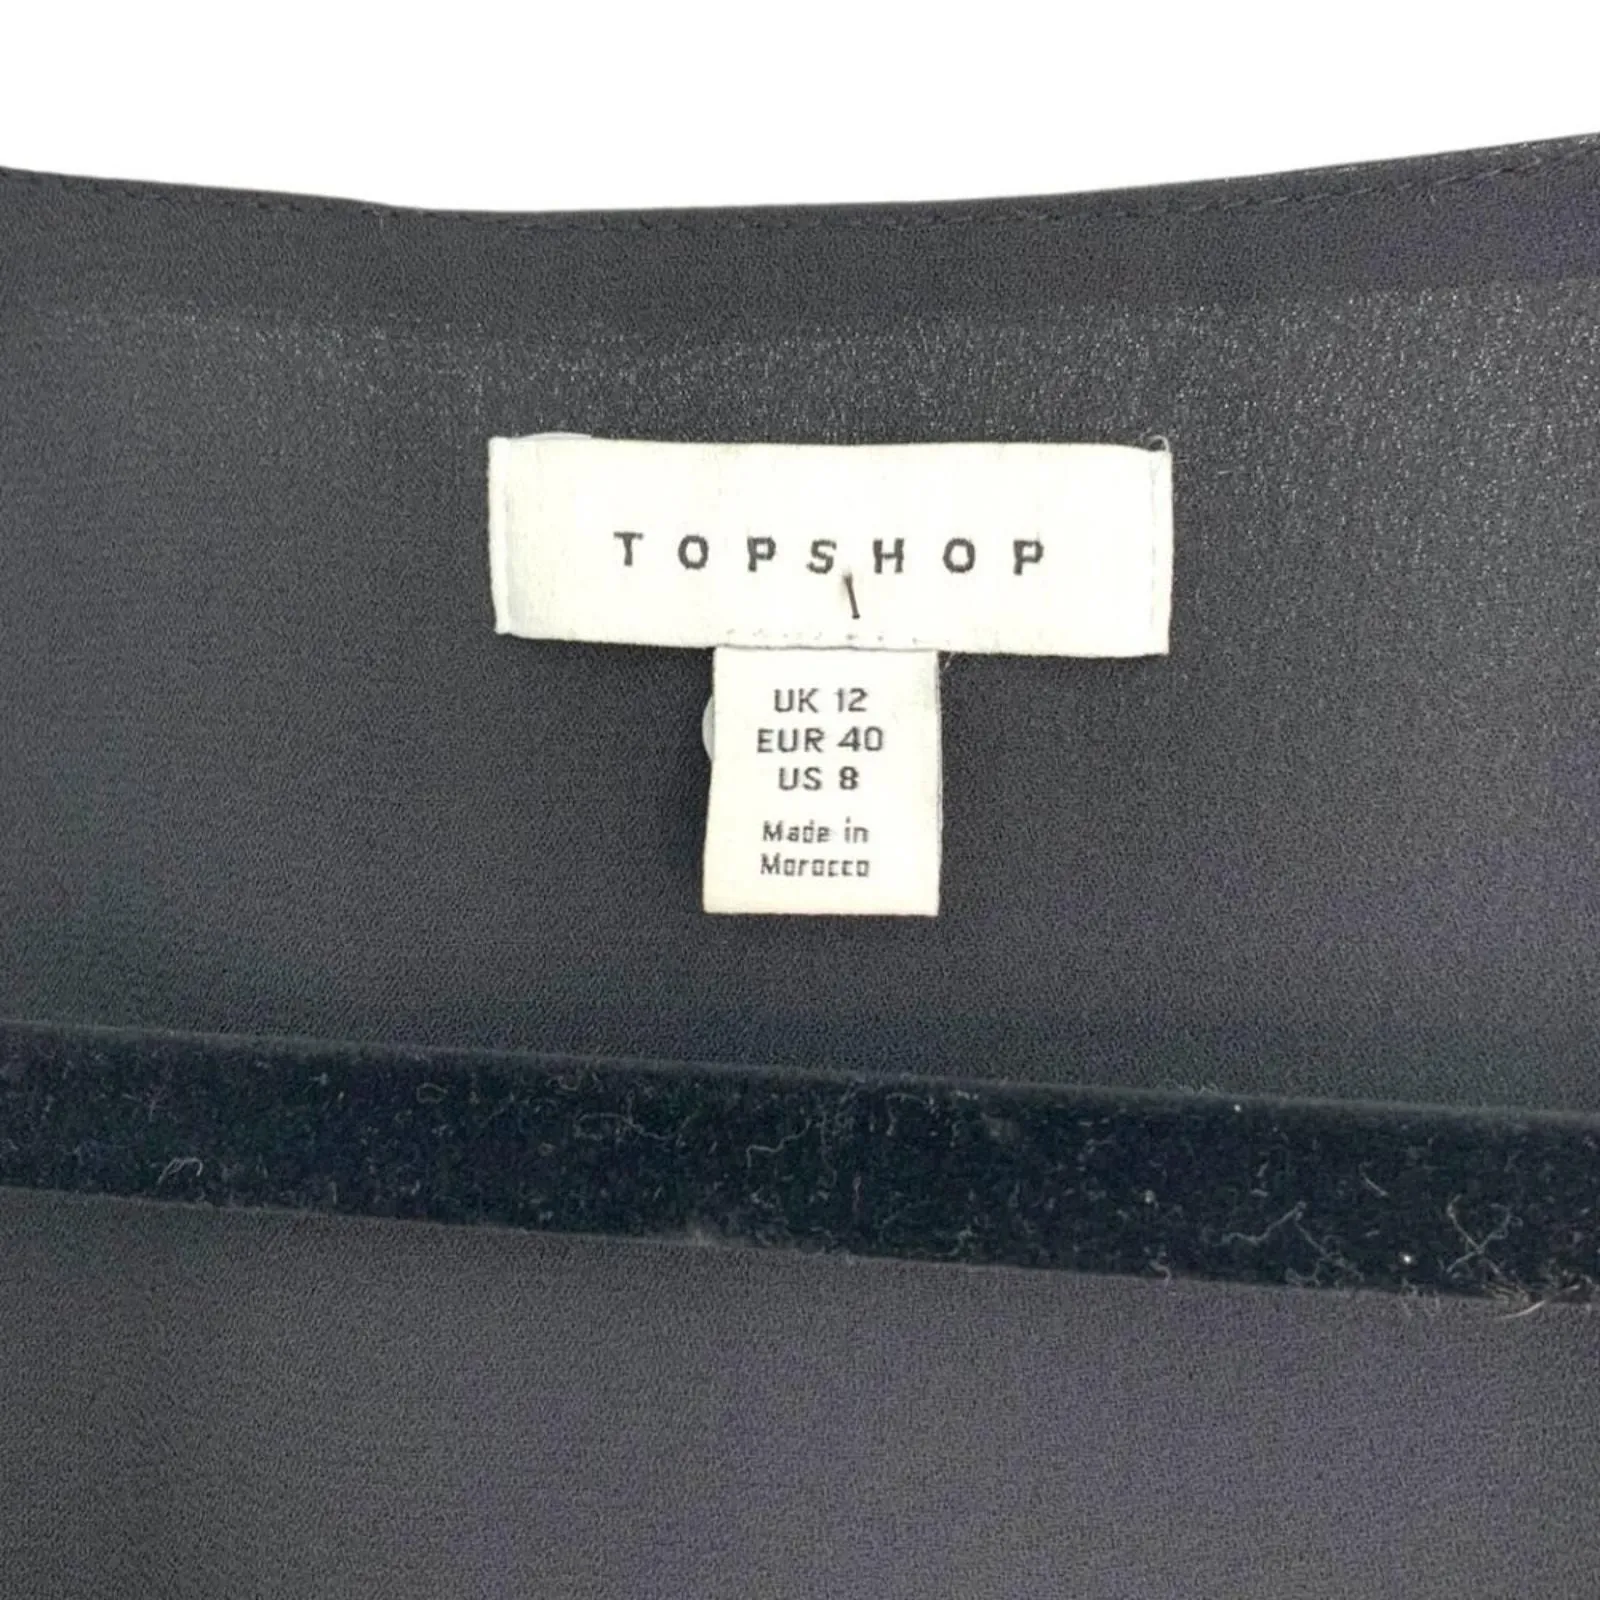 TOPSHOP
UK 12
EUR 40
US 8
Made in
Morocco